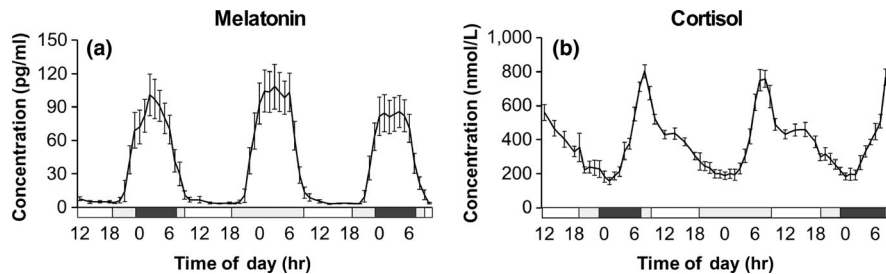 Melatonin
(a)
Concentration (pg/ml)
150
120
90
60
30
0
12 18 0 6 12 18 0 6 12 18 0 6
Time of day (hr)
Cortisol
(b)
Concentration (nmol/L)
1,000
800
600
400
200
0
12 18 0 6 12 18 0 6 12 18 0 6
Time of day (hr)